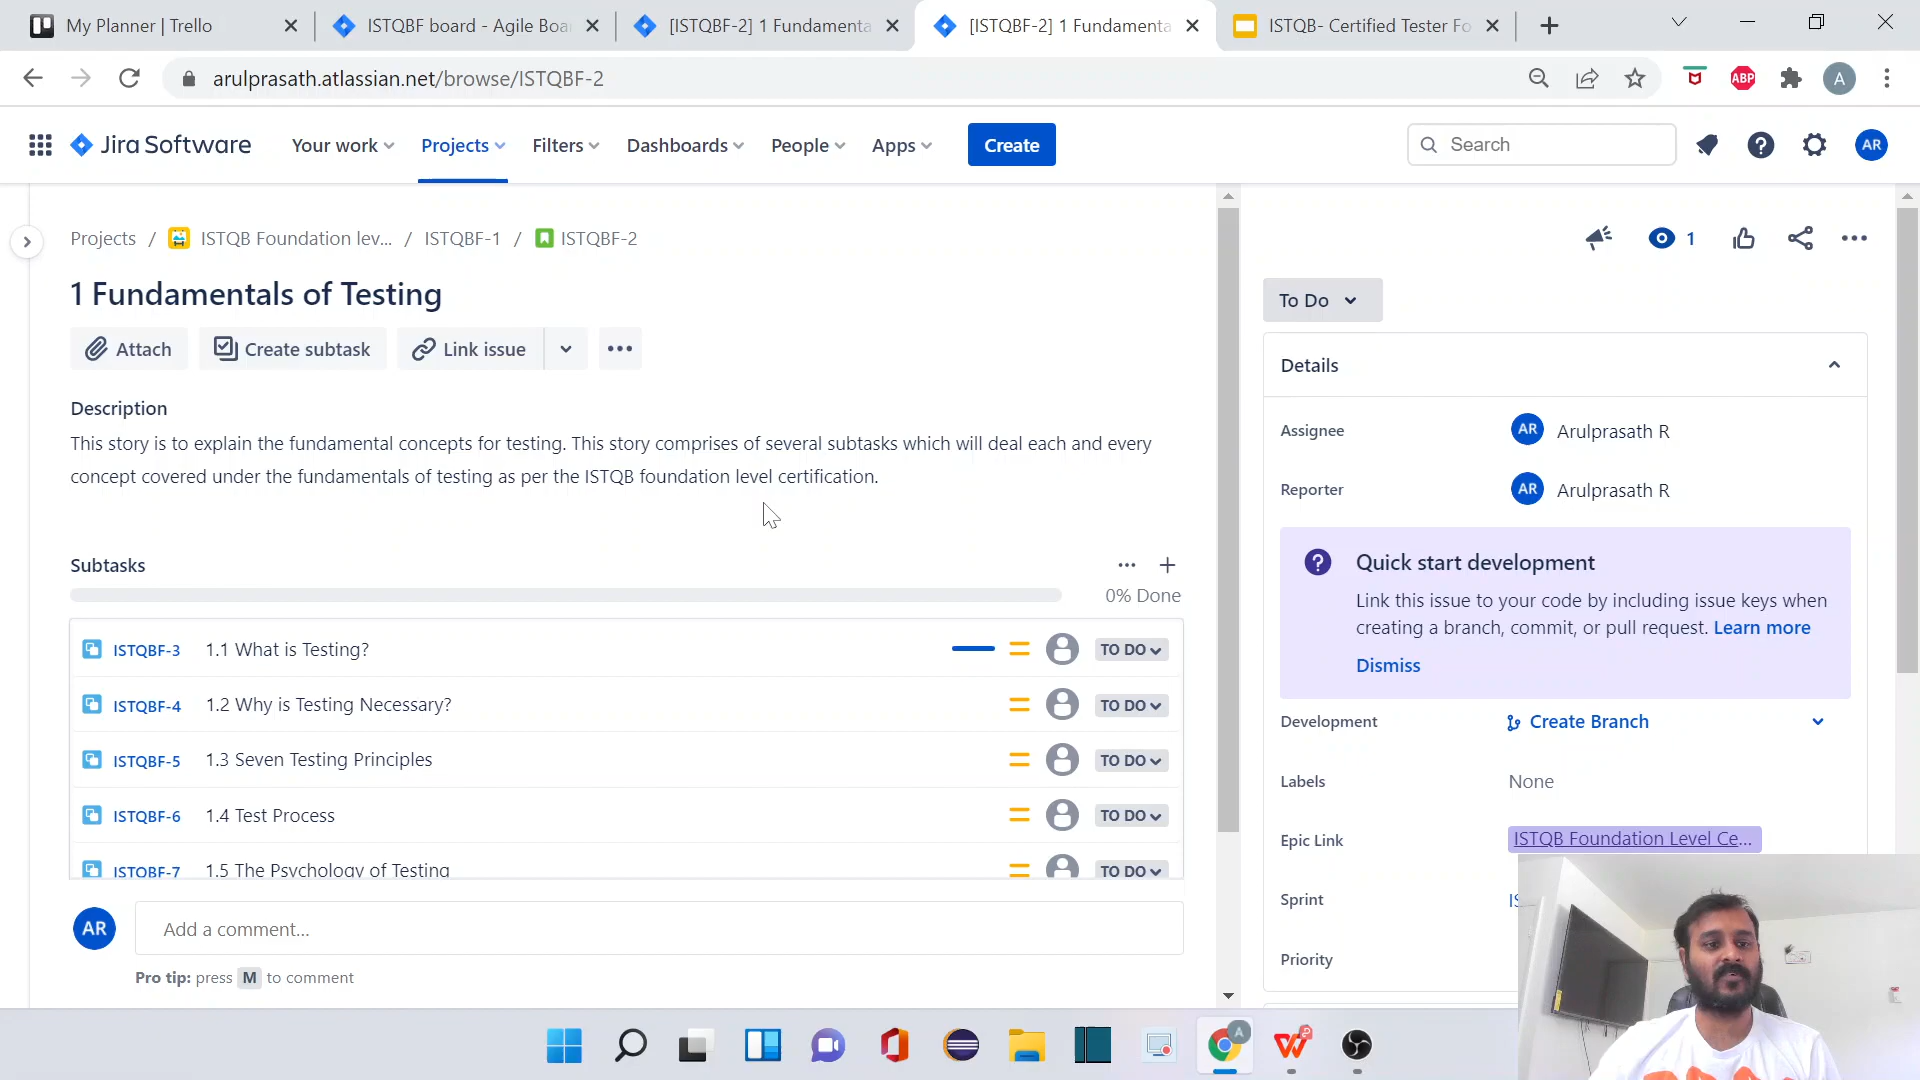 My Planner | Trello
ISTQBF board - Agile Boa
[ISTQBF-2] 1 Fundamenta
[ISTQBF-2] 1 Fundamenta
ISTQB- Certified Tester Fo
arulprasath.atlassian.net/browse/ISTQBF-2
ABP
A
Jira Software
Your work
Projects
Filters
Dashboards
People
Apps
Create
Search
AR
Projects / ISTQB Foundation lev... / ISTQBF-1 / ISTQBF-2
1
1 Fundamentals of Testing
To Do
Attach
Create subtask
Link issue
Description
This story is to explain the fundamental concepts for testing. This story comprises of several subtasks which will deal each and every
concept covered under the fundamentals of testing as per the ISTQB foundation level certification.
Subtasks
0% Done
ISTQBF-3 1.1 What is Testing? TO DO
ISTQBF-4 1.2 Why is Testing Necessary? TO DO
ISTQBF-5 1.3 Seven Testing Principles TO DO
ISTQBF-6 1.4 Test Process TO DO
ISTQBF-7 1.5 The Psychology of Testing TO DO
AR
Add a comment...
Pro tip: press M to comment
Details
Assignee AR Arulprasath R
Reporter AR Arulprasath R
Quick start development
Link this issue to your code by including issue keys when
creating a branch, commit, or pull request. Learn more
Dismiss
Development Create Branch
Labels None
Epic Link ISTQB Foundation Level Ce...
Sprint IS
Priority
A